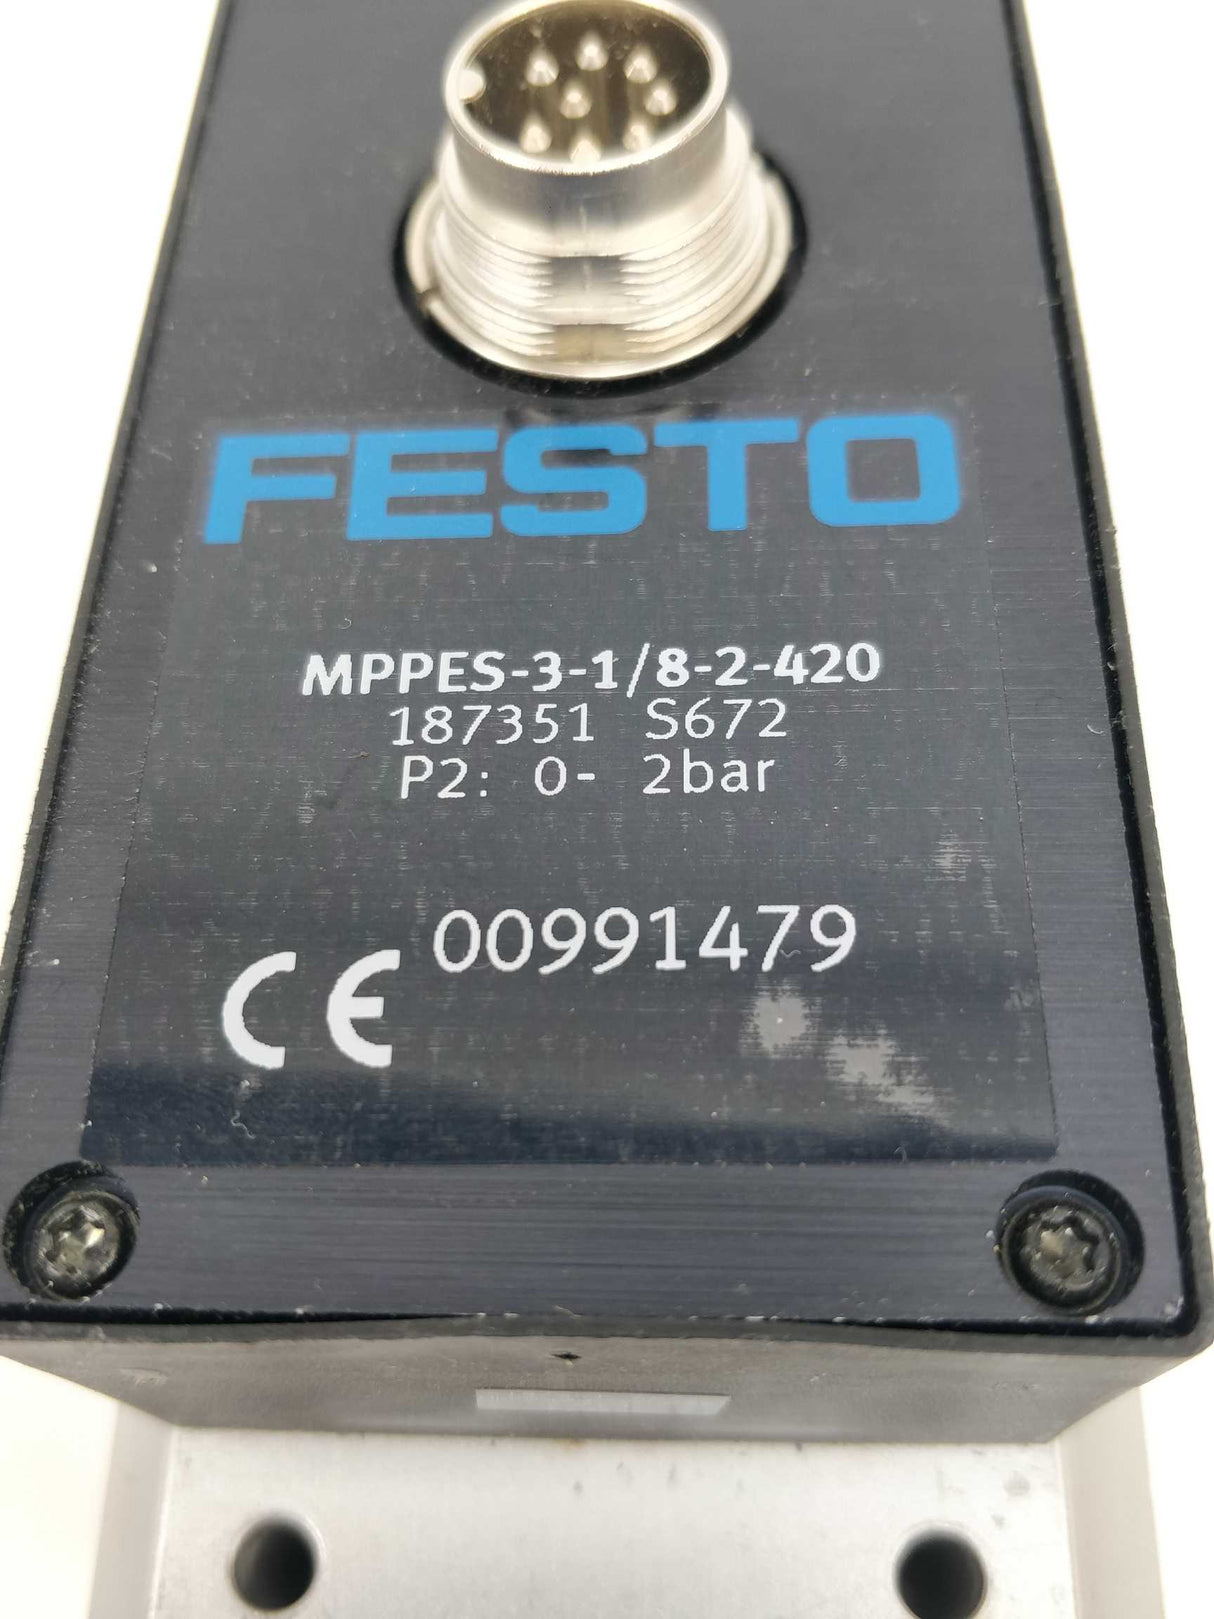 FESTO
MPPES-3-1/8-2-420
187351 S672
P2: 0- 2bar
00991479
CE